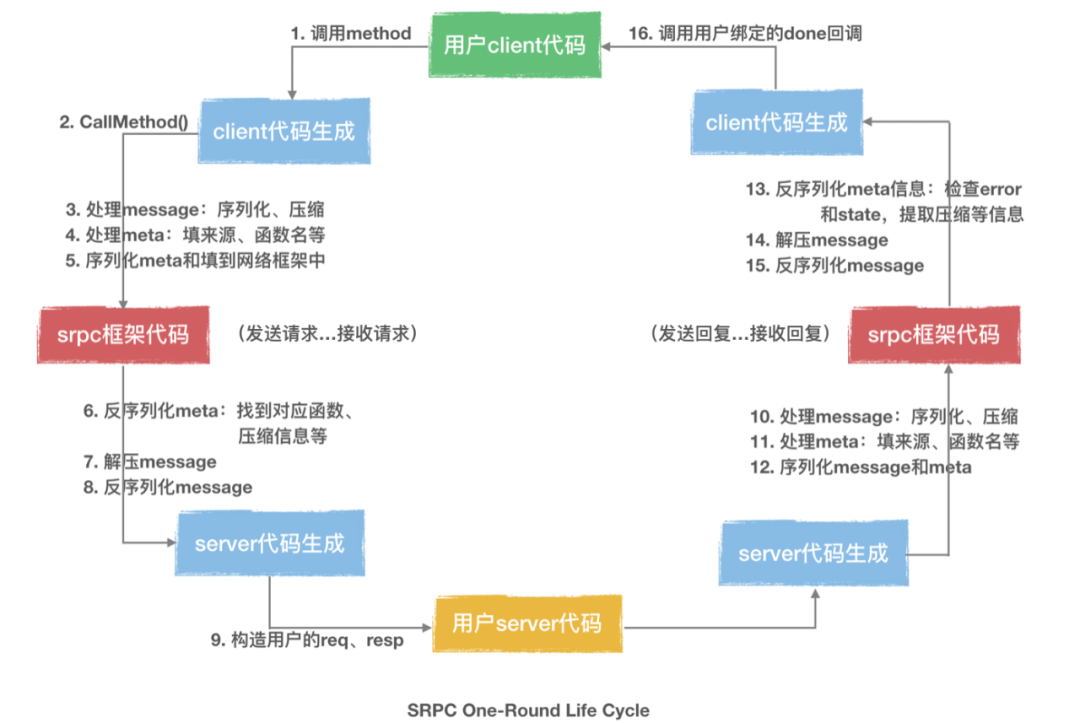 1. 调用method
用户client代码
16. 调用用户绑定的done回调
2. CallMethod()
client代码生成
client代码生成
3. 处理message：序列化、压缩
4. 处理meta：填来源、函数名等
5. 序列化meta和填到网络框架中
13. 反序列化meta信息：检查error
和state，提取压缩等信息
14. 解压message
15. 反序列化message
srpc框架代码
（发送请求...接收请求）
（发送回复...接收回复）
srpc框架代码
6. 反序列化meta：找到对应函数、
压缩信息等
7. 解压message
8. 反序列化message
10. 处理message：序列化、压缩
11. 处理meta：填来源、函数名等
12. 序列化message和meta
server代码生成
server代码生成
9. 构造用户的req、resp
用户server代码
SRPC One-Round Life Cycle